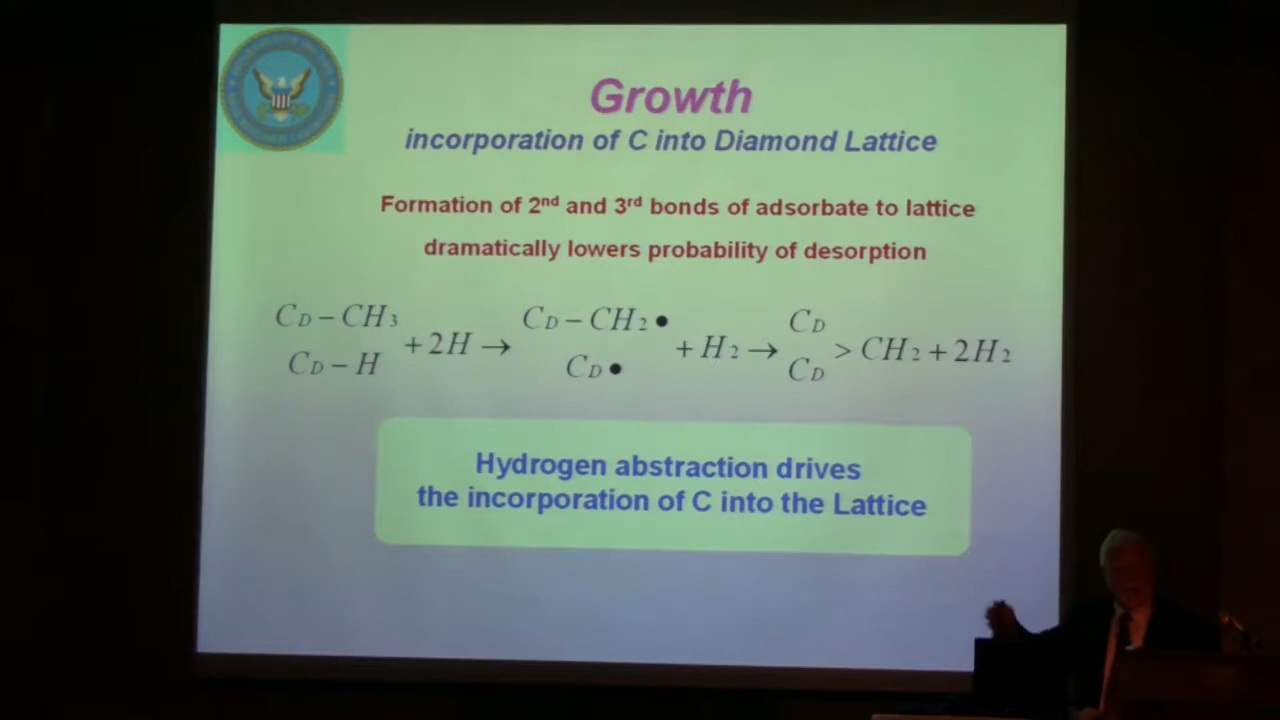 Growth
incorporation of C into Diamond Lattice
Formation of 2nd and 3rd bonds of adsorbate to lattice
dramatically lowers probability of desorption
C_D – CH₃
C_D – H
+ 2H →
C_D – CH₂ •
C_D •
+ H₂ →
C_D
C_D
> CH₂ + 2H₂
Hydrogen abstraction drives
the incorporation of C into the Lattice